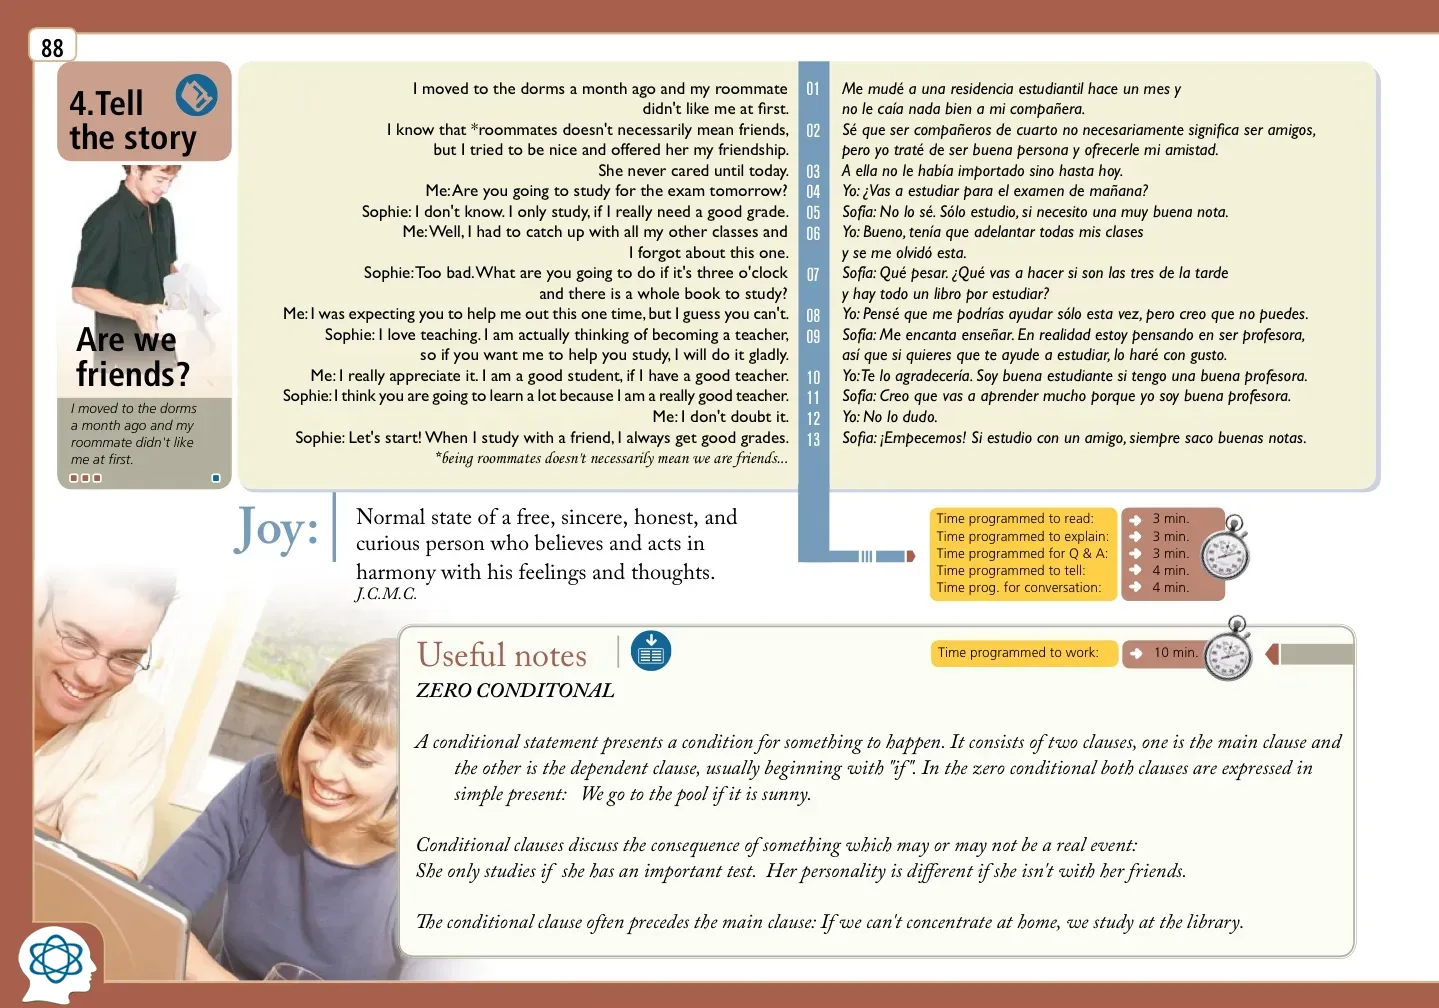 88
4.Tell
the story
Are we
friends?
I moved to the dorms
a month ago and my
roommate didn't like
me at first.
I moved to the dorms a month ago and my roommate
didn't like me at first.
I know that *roommates doesn't necessarily mean friends,
but I tried to be nice and offered her my friendship.
She never cared until today.
Me: Are you going to study for the exam tomorrow?
Sophie: I don't know. I only study, if I really need a good grade.
Me: Well, I had to catch up with all my other classes and
I forgot about this one.
Sophie: Too bad. What are you going to do if it's three o'clock
and there is a whole book to study?
Me: I was expecting you to help me out this one time, but I guess you can't.
Sophie: I love teaching. I am actually thinking of becoming a teacher,
so if you want me to help you study, I will do it gladly.
Me: I really appreciate it. I am a good student, if I have a good teacher.
Sophie: I think you are going to learn a lot because I am a really good teacher.
Me: I don't doubt it.
Sophie: Let's start! When I study with a friend, I always get good grades.
*being roommates doesn't necessarily mean we are friends...
01
02
03
04
05
06
07
08
09
10
11
12
13
Me mudé a una residencia estudiantil hace un mes y
no le caía nada bien a mi compañera.
Sé que ser compañeros de cuarto no necesariamente significa ser amigos,
pero yo traté de ser buena persona y ofrecerle mi amistad.
A ella no le había importado sino hasta hoy.
Yo: ¿Vas a estudiar para el examen de mañana?
Sofía: No lo sé. Sólo estudio, si necesito una muy buena nota.
Yo: Bueno, tenía que adelantar todas mis clases
y se me olvidó esta.
Sofía: Qué pesar. ¿Qué vas a hacer si son las tres de la tarde
y hay todo un libro por estudiar?
Yo: Pensé que me podrías ayudar sólo esta vez, pero creo que no puedes.
Sofía: Me encanta enseñar. En realidad estoy pensando en ser profesora,
así que si quieres que te ayude a estudiar, lo haré con gusto.
Yo: Te lo agradecería. Soy buena estudiante si tengo una buena profesora.
Sofía: Creo que vas a aprender mucho porque yo soy buena profesora.
Yo: No lo dudo.
Sofia: ¡Empecemos! Si estudio con un amigo, siempre saco buenas notas.
Joy:
Normal state of a free, sincere, honest, and
curious person who believes and acts in
harmony with his feelings and thoughts.
J.C.M.C.
Time programmed to read: 3 min.
Time programmed to explain: 3 min.
Time programmed for Q & A: 3 min.
Time programmed to tell: 4 min.
Time prog. for conversation: 4 min.
Useful notes
Time programmed to work: 10 min.
ZERO CONDITONAL
A conditional statement presents a condition for something to happen. It consists of two clauses, one is the main clause and
the other is the dependent clause, usually beginning with "if". In the zero conditional both clauses are expressed in
simple present: We go to the pool if it is sunny.
Conditional clauses discuss the consequence of something which may or may not be a real event:
She only studies if she has an important test. Her personality is different if she isn't with her friends.
The conditional clause often precedes the main clause: If we can't concentrate at home, we study at the library.